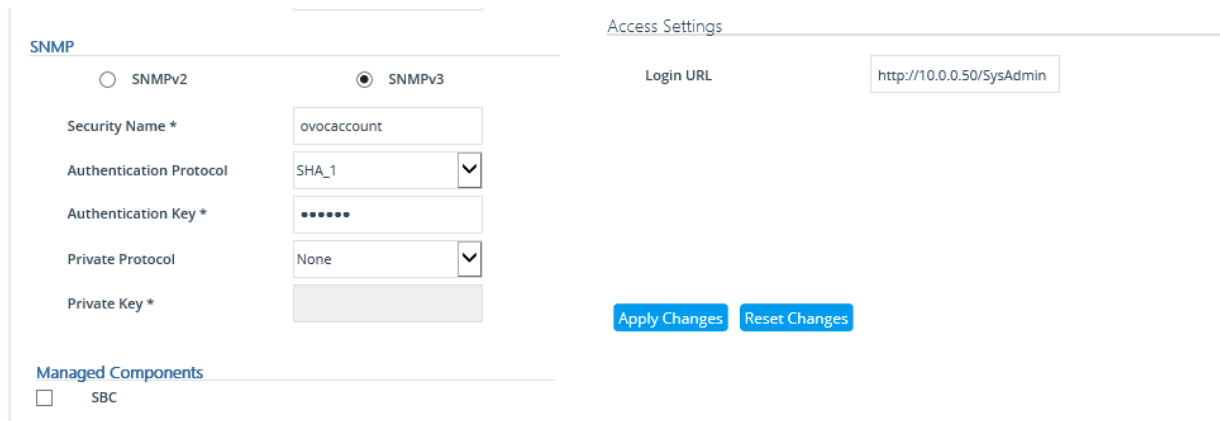 SNMP
SNMPv2 SNMPv3
Security Name * ovocaccount
Authentication Protocol SHA_1
Authentication Key * ••••••
Private Protocol None
Private Key *
Managed Components
SBC
Access Settings
Login URL http://10.0.0.50/SysAdmin
Apply Changes Reset Changes